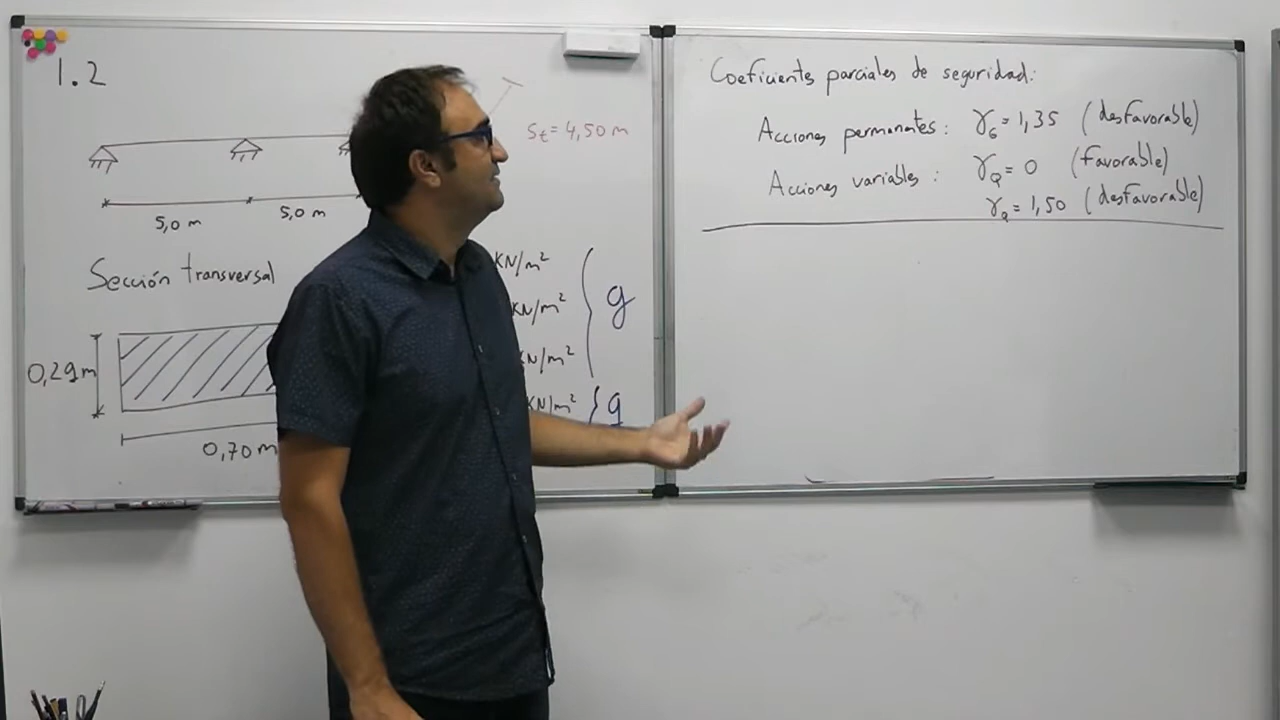 1.2
St = 4,50 m
5,0 m
5,0 m
Sección transversal
0,29 m
0,70 m
KN/m²
KN/m²
KN/m²
KN/m²
g
q
Coeficientes parciales de seguridad:
Acciones permanentes: γG = 1,35 (desfavorable)
Acciones variables: γQ = 0 (favorable)
γQ = 1,50 (desfavorable)